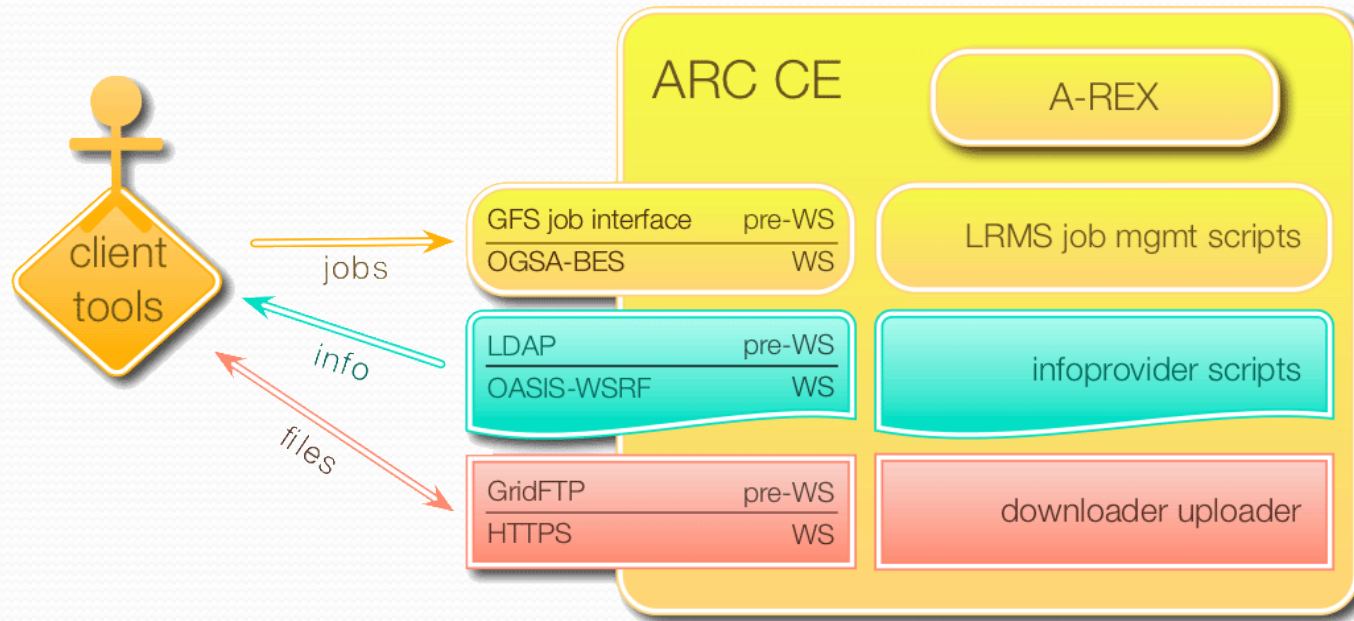 ARC CE
A-REX
client
tools
jobs
info
files
GFS job interface pre-WS
OGSA-BES WS
LRMS job mgmt scripts
LDAP pre-WS
OASIS-WSRF WS
infoprovider scripts
GridFTP pre-WS
HTTPS WS
downloader uploader